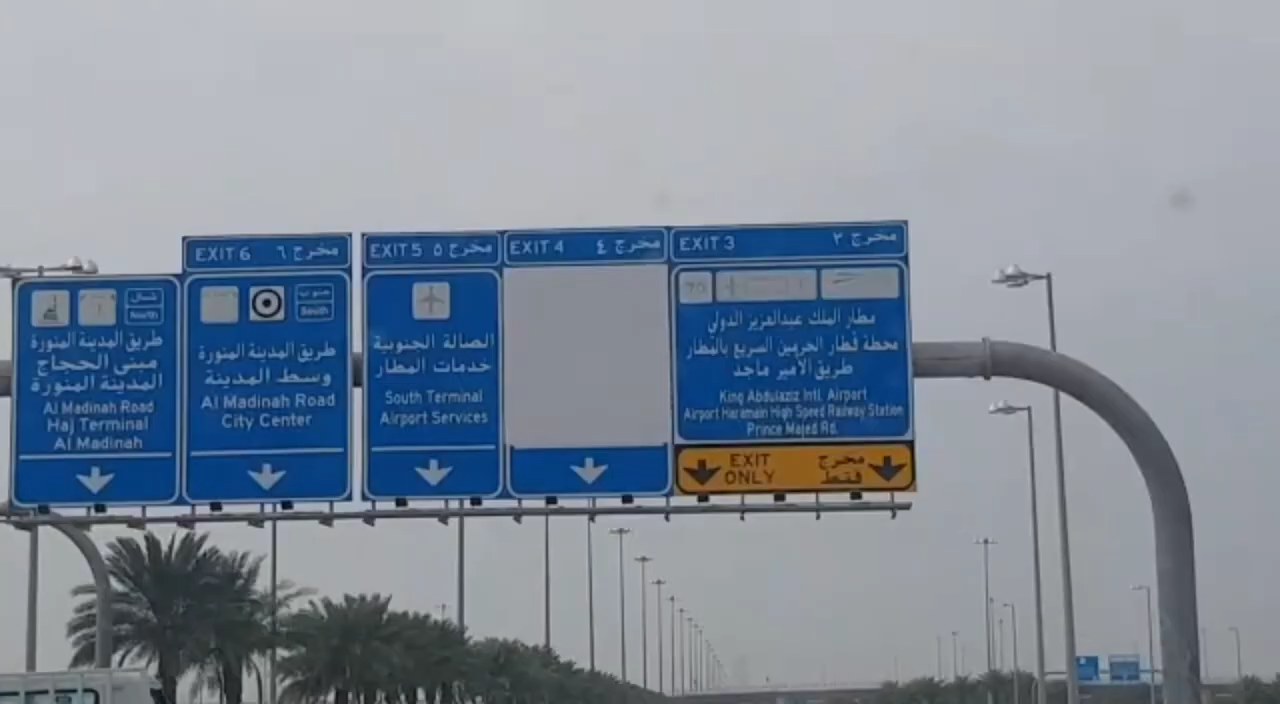 شمال
North
طريق المدينة المنورة
مبنى الحجاج
المدينة المنورة
Al Madinah Road
Haj Terminal
Al Madinah
EXIT 6 مخرج ٦
جنوب
South
طريق المدينة المنورة
وسط المدينة
Al Madinah Road
City Center
EXIT 5 مخرج ٥
الصالة الجنوبية
خدمات المطار
South Terminal
Airport Services
EXIT 4 مخرج ٤
EXIT 3 مخرج ٣
مطار الملك عبدالعزيز الدولي
محطة قطار الحرمين السريع بالمطار
طريق الأمير ماجد
King Abdulaziz Intl. Airport
Airport Haramain High Speed Railway Station
Prince Majed Rd.
EXIT ONLY مخرج فقط